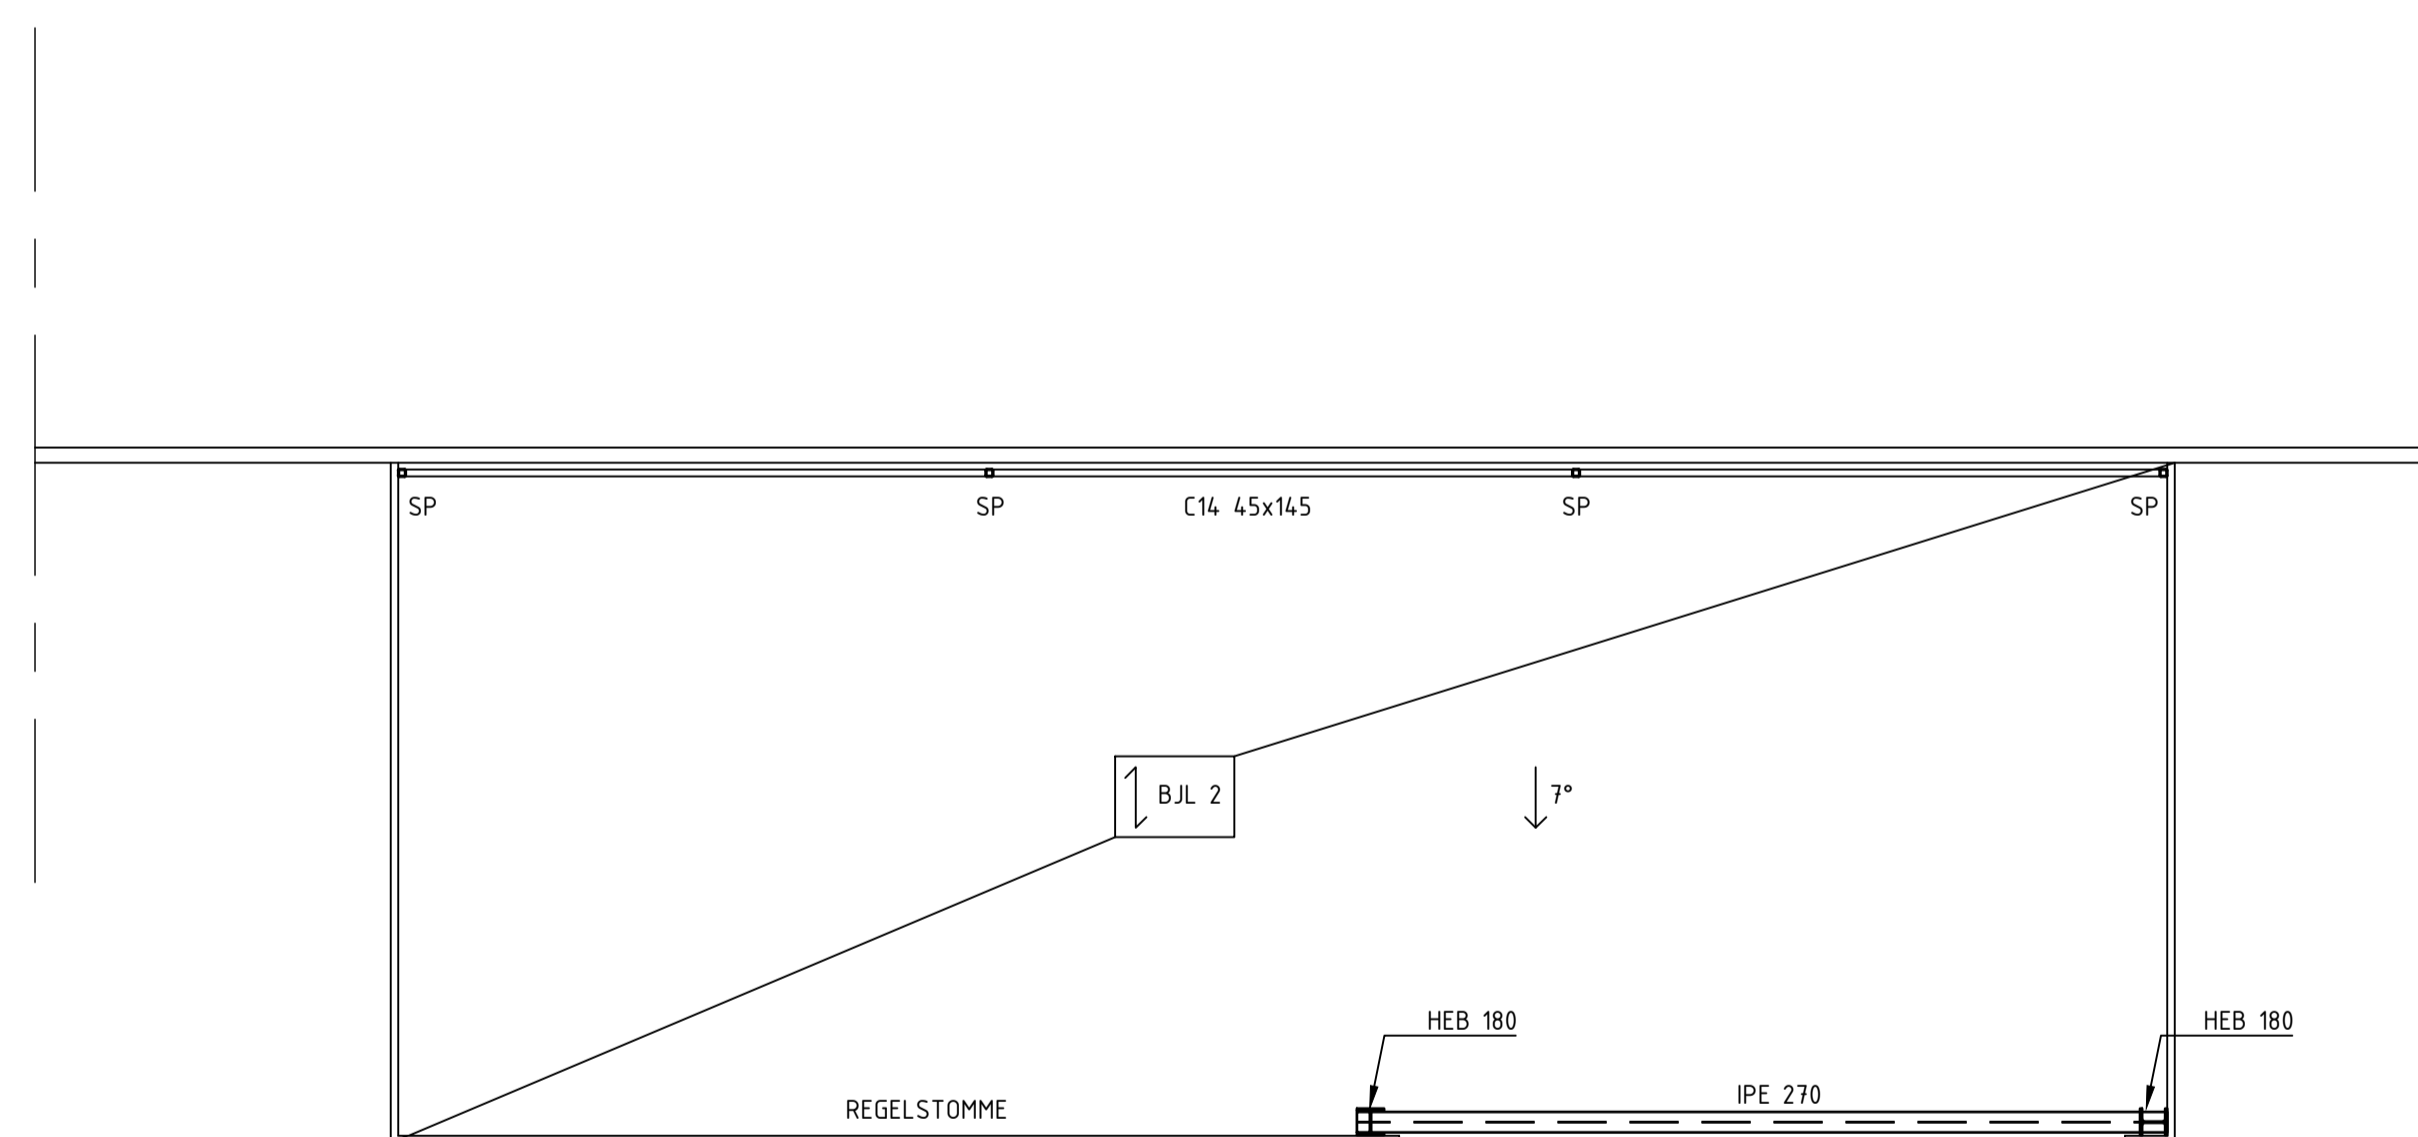 SP
SP
C14 45x145
SP
SP
BJL 2
7°
HEB 180
HEB 180
IPE 270
REGELSTOMME